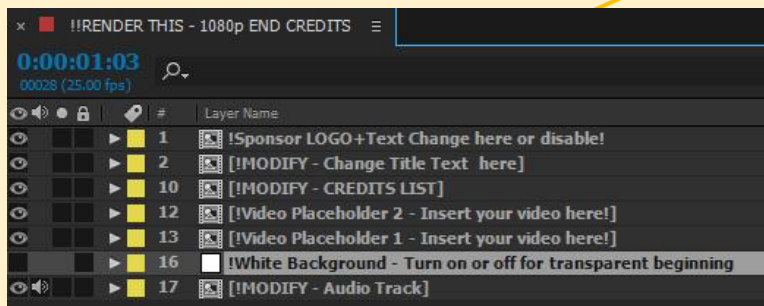 !!RENDER THIS - 1080p END CREDITS
0:00:01:03
00028 (25.00 fps)
# Layer Name
1 !Sponsor LOGO+Text Change here or disable!
2 [!MODIFY - Change Title Text here]
10 [!MODIFY - CREDITS LIST]
12 [!Video Placeholder 2 - Insert your video here!]
13 [!Video Placeholder 1 - Insert your video here!]
16 !White Background - Turn on or off for transparent beginning
17 [!MODIFY - Audio Track]